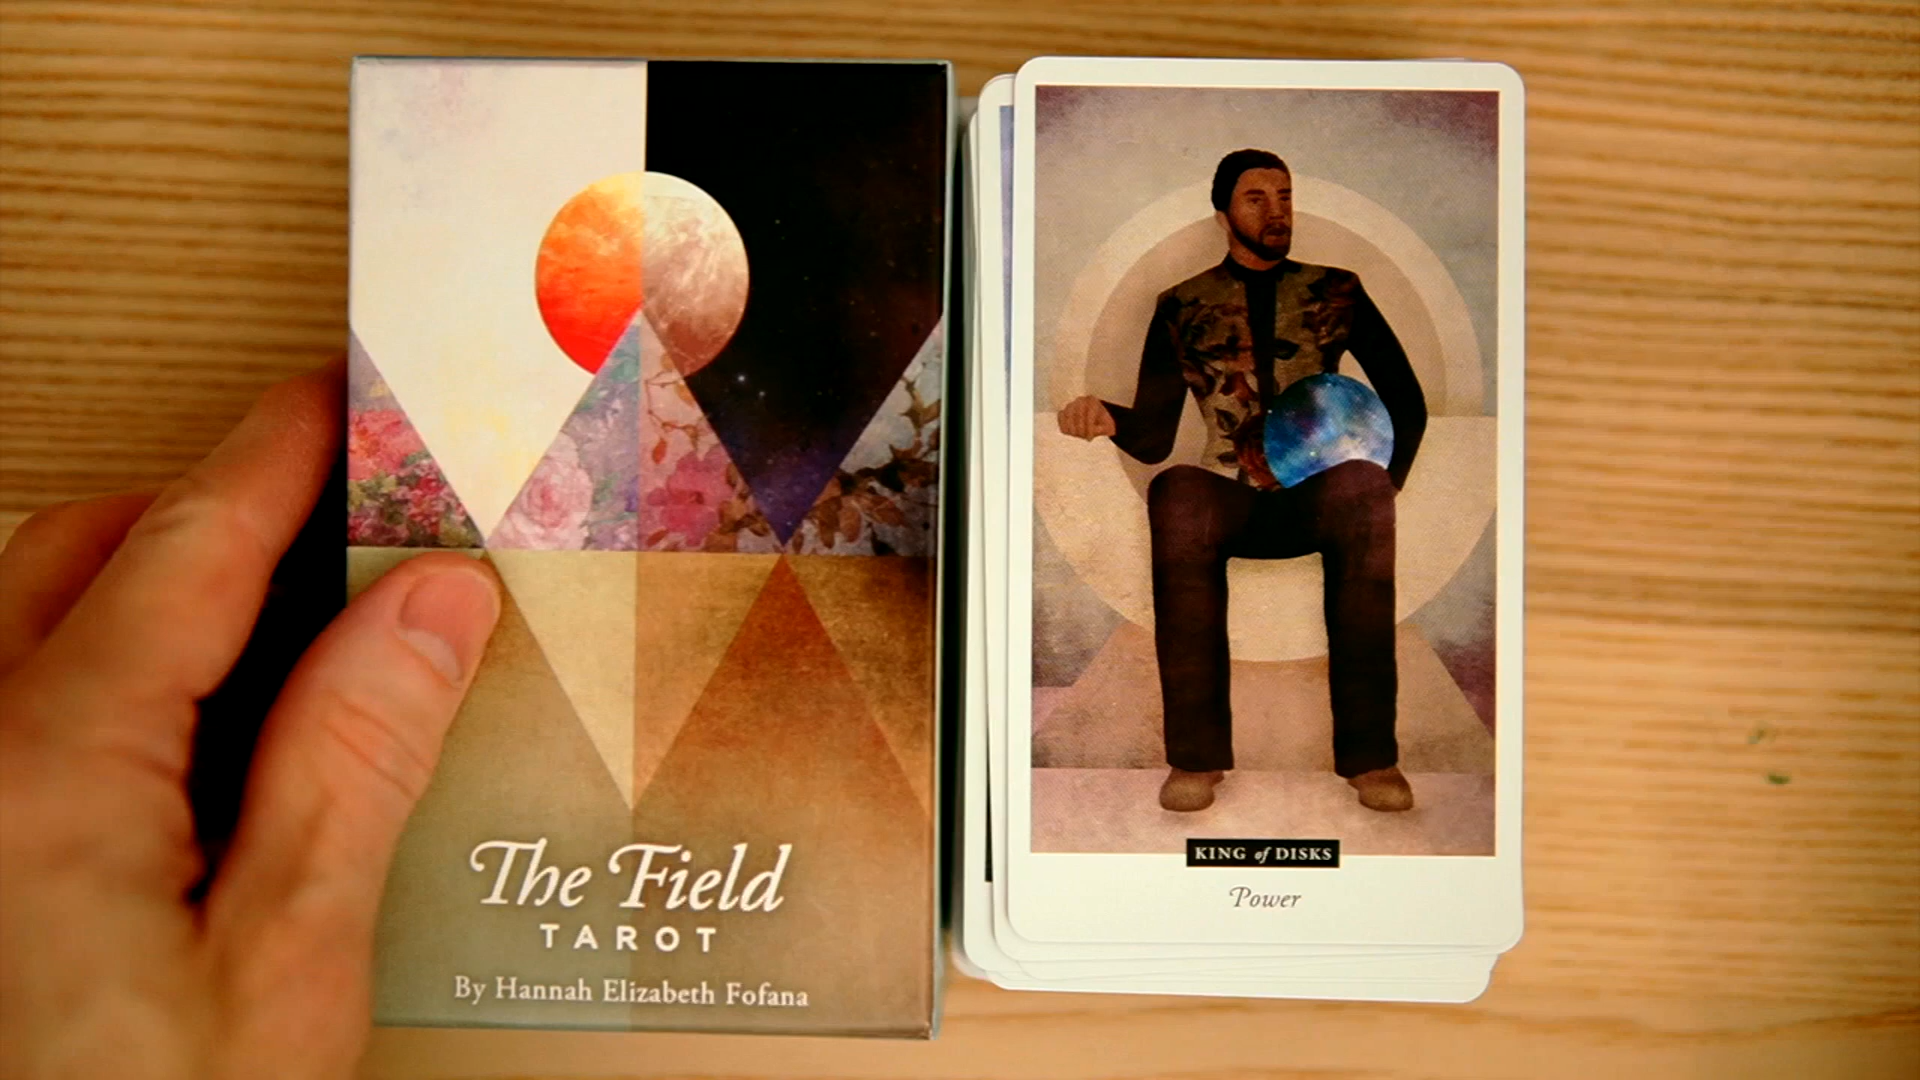 The Field
TAROT
By Hannah Elizabeth Fofana
KING of DISKS
Power